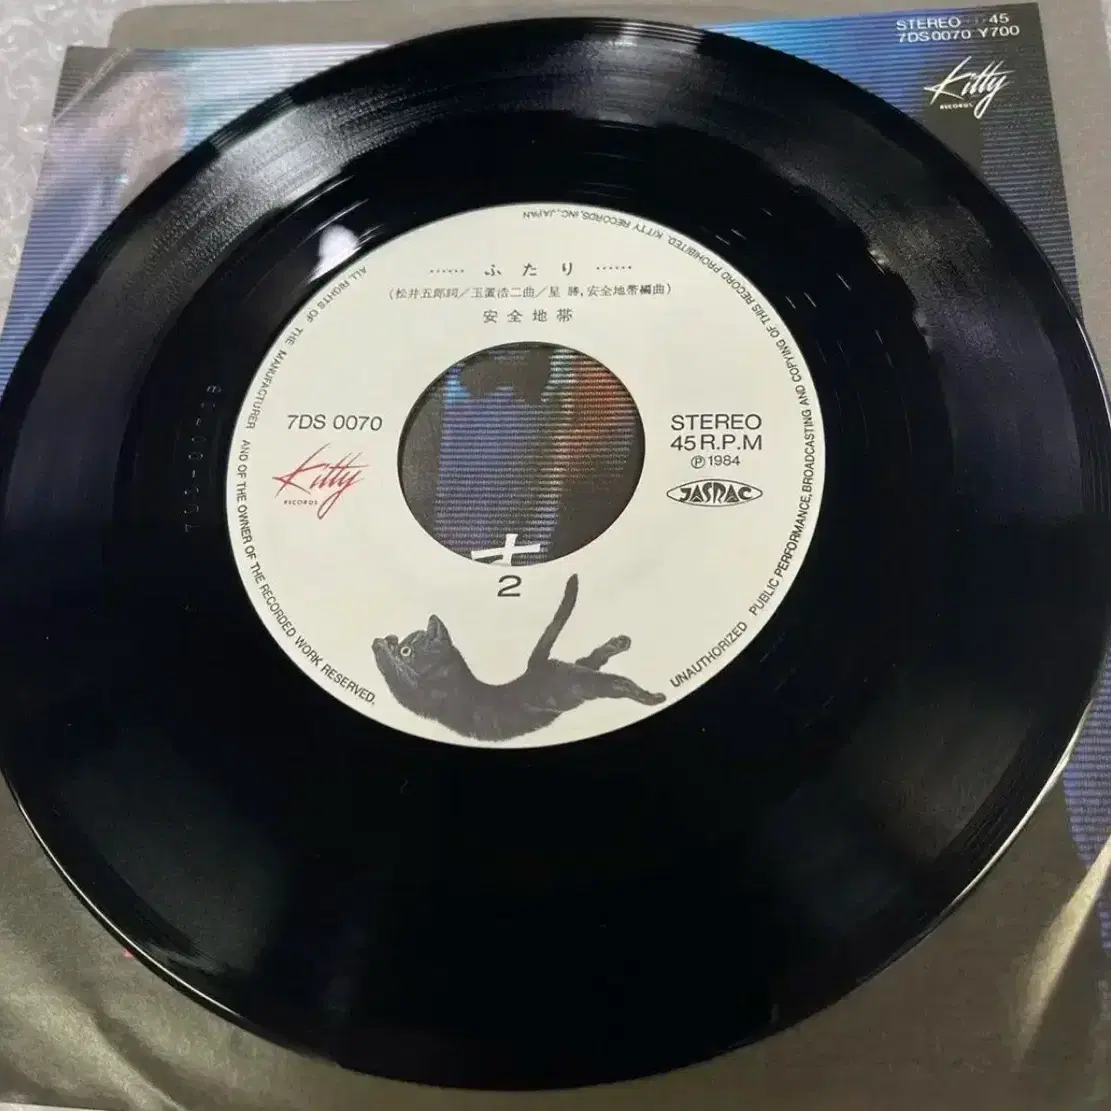 STEREO 45
7DS0070 Y700
Kitty
RECORDS
…… ふたり ……
(松井五郎詞/玉置浩二曲/星 勝,安全地帯編曲)
安全地帯
7DS 0070
Kitty
RECORDS
STEREO
45 R.P.M
Ⓟ1984
JASRAC
2
ALL RIGHTS OF THE MANUFACTURER AND OF THE OWNER OF THE RECORDED WORK RESERVED.
UNAUTHORIZED PUBLIC PERFORMANCE, BROADCASTING AND COPYING OF THIS RECORD PROHIBITED. KITTY RECORDS, INC., JAPAN